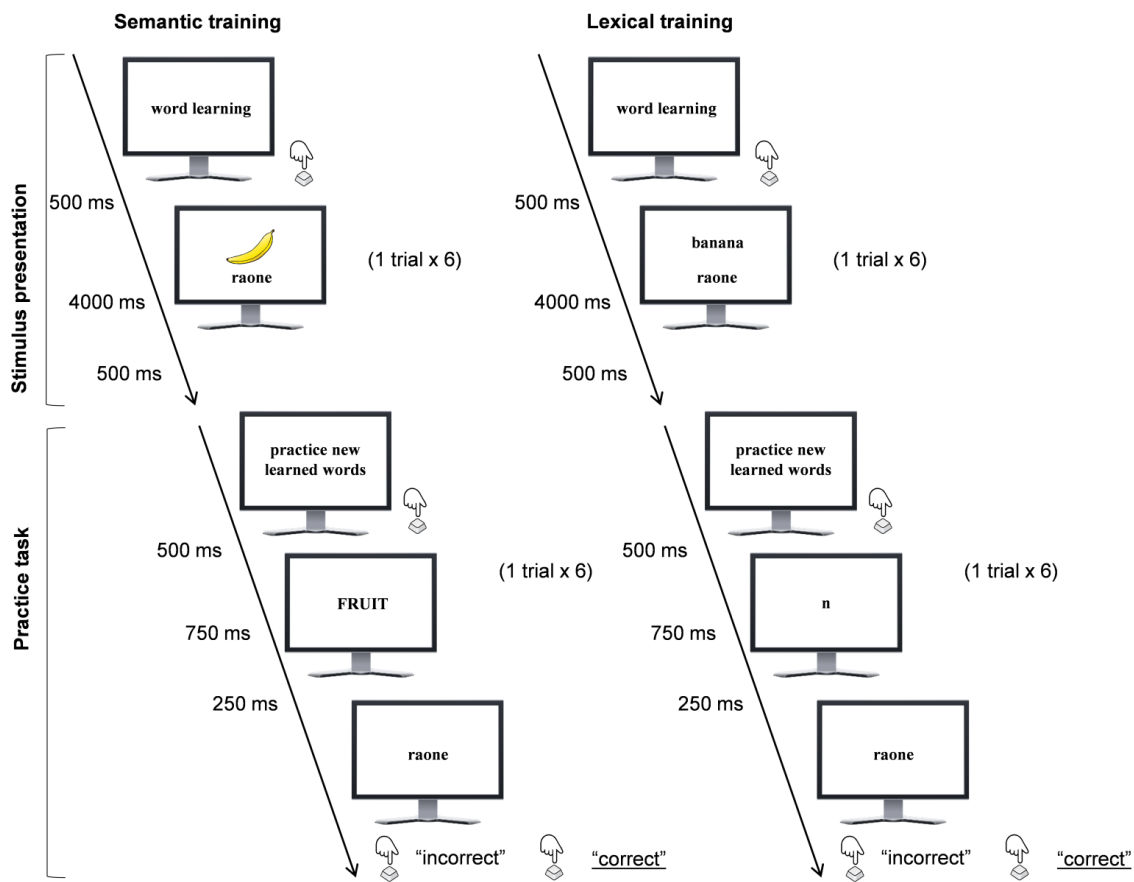 Semantic training
Lexical training
Stimulus presentation
word learning
500 ms
raone
(1 trial x 6)
4000 ms
500 ms
word learning
500 ms
banana
raone
(1 trial x 6)
4000 ms
500 ms
Practice task
practice new
learned words
500 ms
(1 trial x 6)
FRUIT
750 ms
250 ms
raone
"incorrect"
"correct"
practice new
learned words
500 ms
(1 trial x 6)
n
750 ms
250 ms
raone
"incorrect"
"correct"